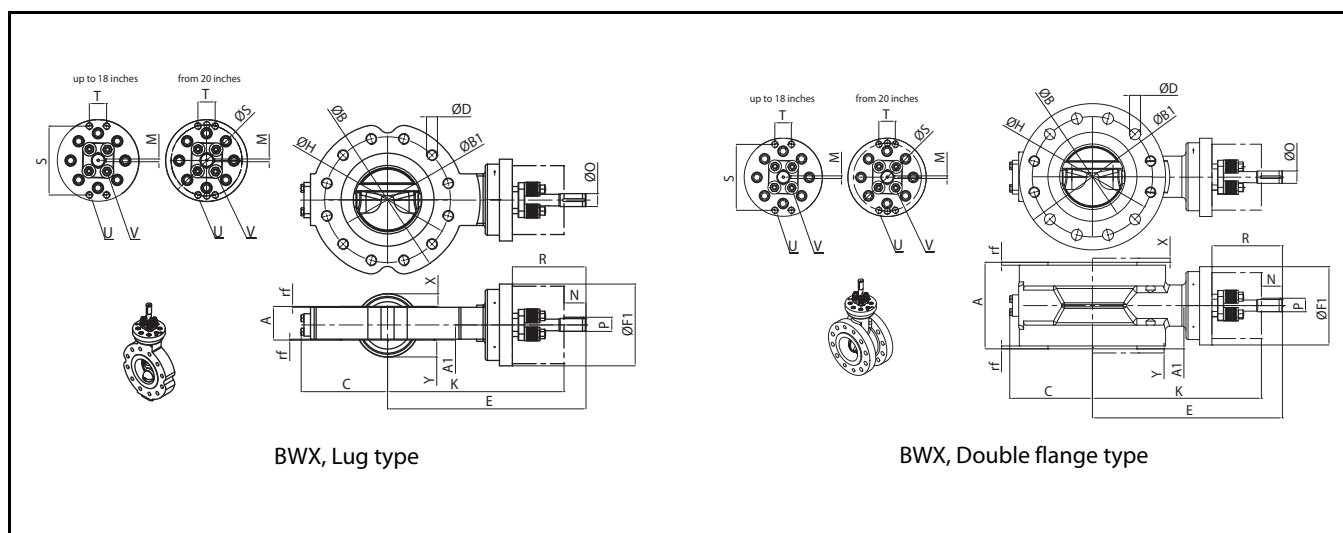 up to 18 inches
from 20 inches
T
T
ØS
M
M
S
U
V
U
V
ØB
ØD
ØH
ØB1
ØO
rf
X
A
rf
Y
A1
R
N
P
ØF1
C
K
E
BWX, Lug type
up to 18 inches
from 20 inches
T
T
ØS
M
S
U
V
U
V
ØB
ØD
ØH
ØB1
ØO
rf
X
A
rf
Y
A1
R
N
P
ØF1
C
K
E
M
BWX, Double flange type